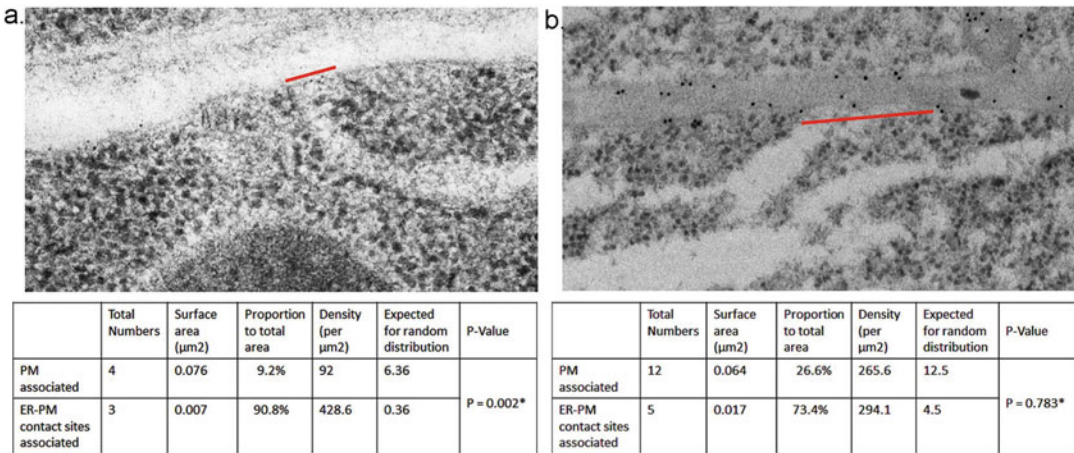 a.
b.
Total Numbers | Surface area (µm2) | Proportion to total area | Density (per µm2) | Expected for random distribution | P-Value
PM associated | 4 | 0.076 | 9.2% | 92 | 6.36 | P = 0.002*
ER-PM contact sites associated | 3 | 0.007 | 90.8% | 428.6 | 0.36
Total Numbers | Surface area (µm2) | Proportion to total area | Density (per µm2) | Expected for random distribution | P-Value
PM associated | 12 | 0.064 | 26.6% | 265.6 | 12.5 | P = 0.783*
ER-PM contact sites associated | 5 | 0.017 | 73.4% | 294.1 | 4.5